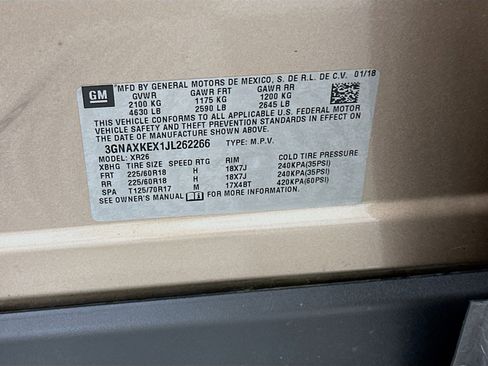 GM
MFD BY GENERAL MOTORS DE MEXICO, S. DE R.L. DE C.V. 01/18
GVWR GAWR FRT GAWR RR
2100 KG 1175 KG 1200 KG
4630 LB 2590 LB 2645 LB
THIS VEHICLE CONFORMS TO ALL APPLICABLE U.S. FEDERAL MOTOR
VEHICLE SAFETY AND THEFT PREVENTION STANDARDS IN EFFECT ON
THE DATE OF MANUFACTURE SHOWN ABOVE.
3GNAXKEX1JL262266 TYPE: M.P.V.
MODEL: XR26
XBHG TIRE SIZE SPEED RTG RIM COLD TIRE PRESSURE
FRT 225/60R18 H 18X7J 240KPA(35PSI)
RR 225/60R18 H 18X7J 240KPA(35PSI)
SPA T125/70R17 M 17X4BT 420KPA(60PSI)
SEE OWNER'S MANUAL